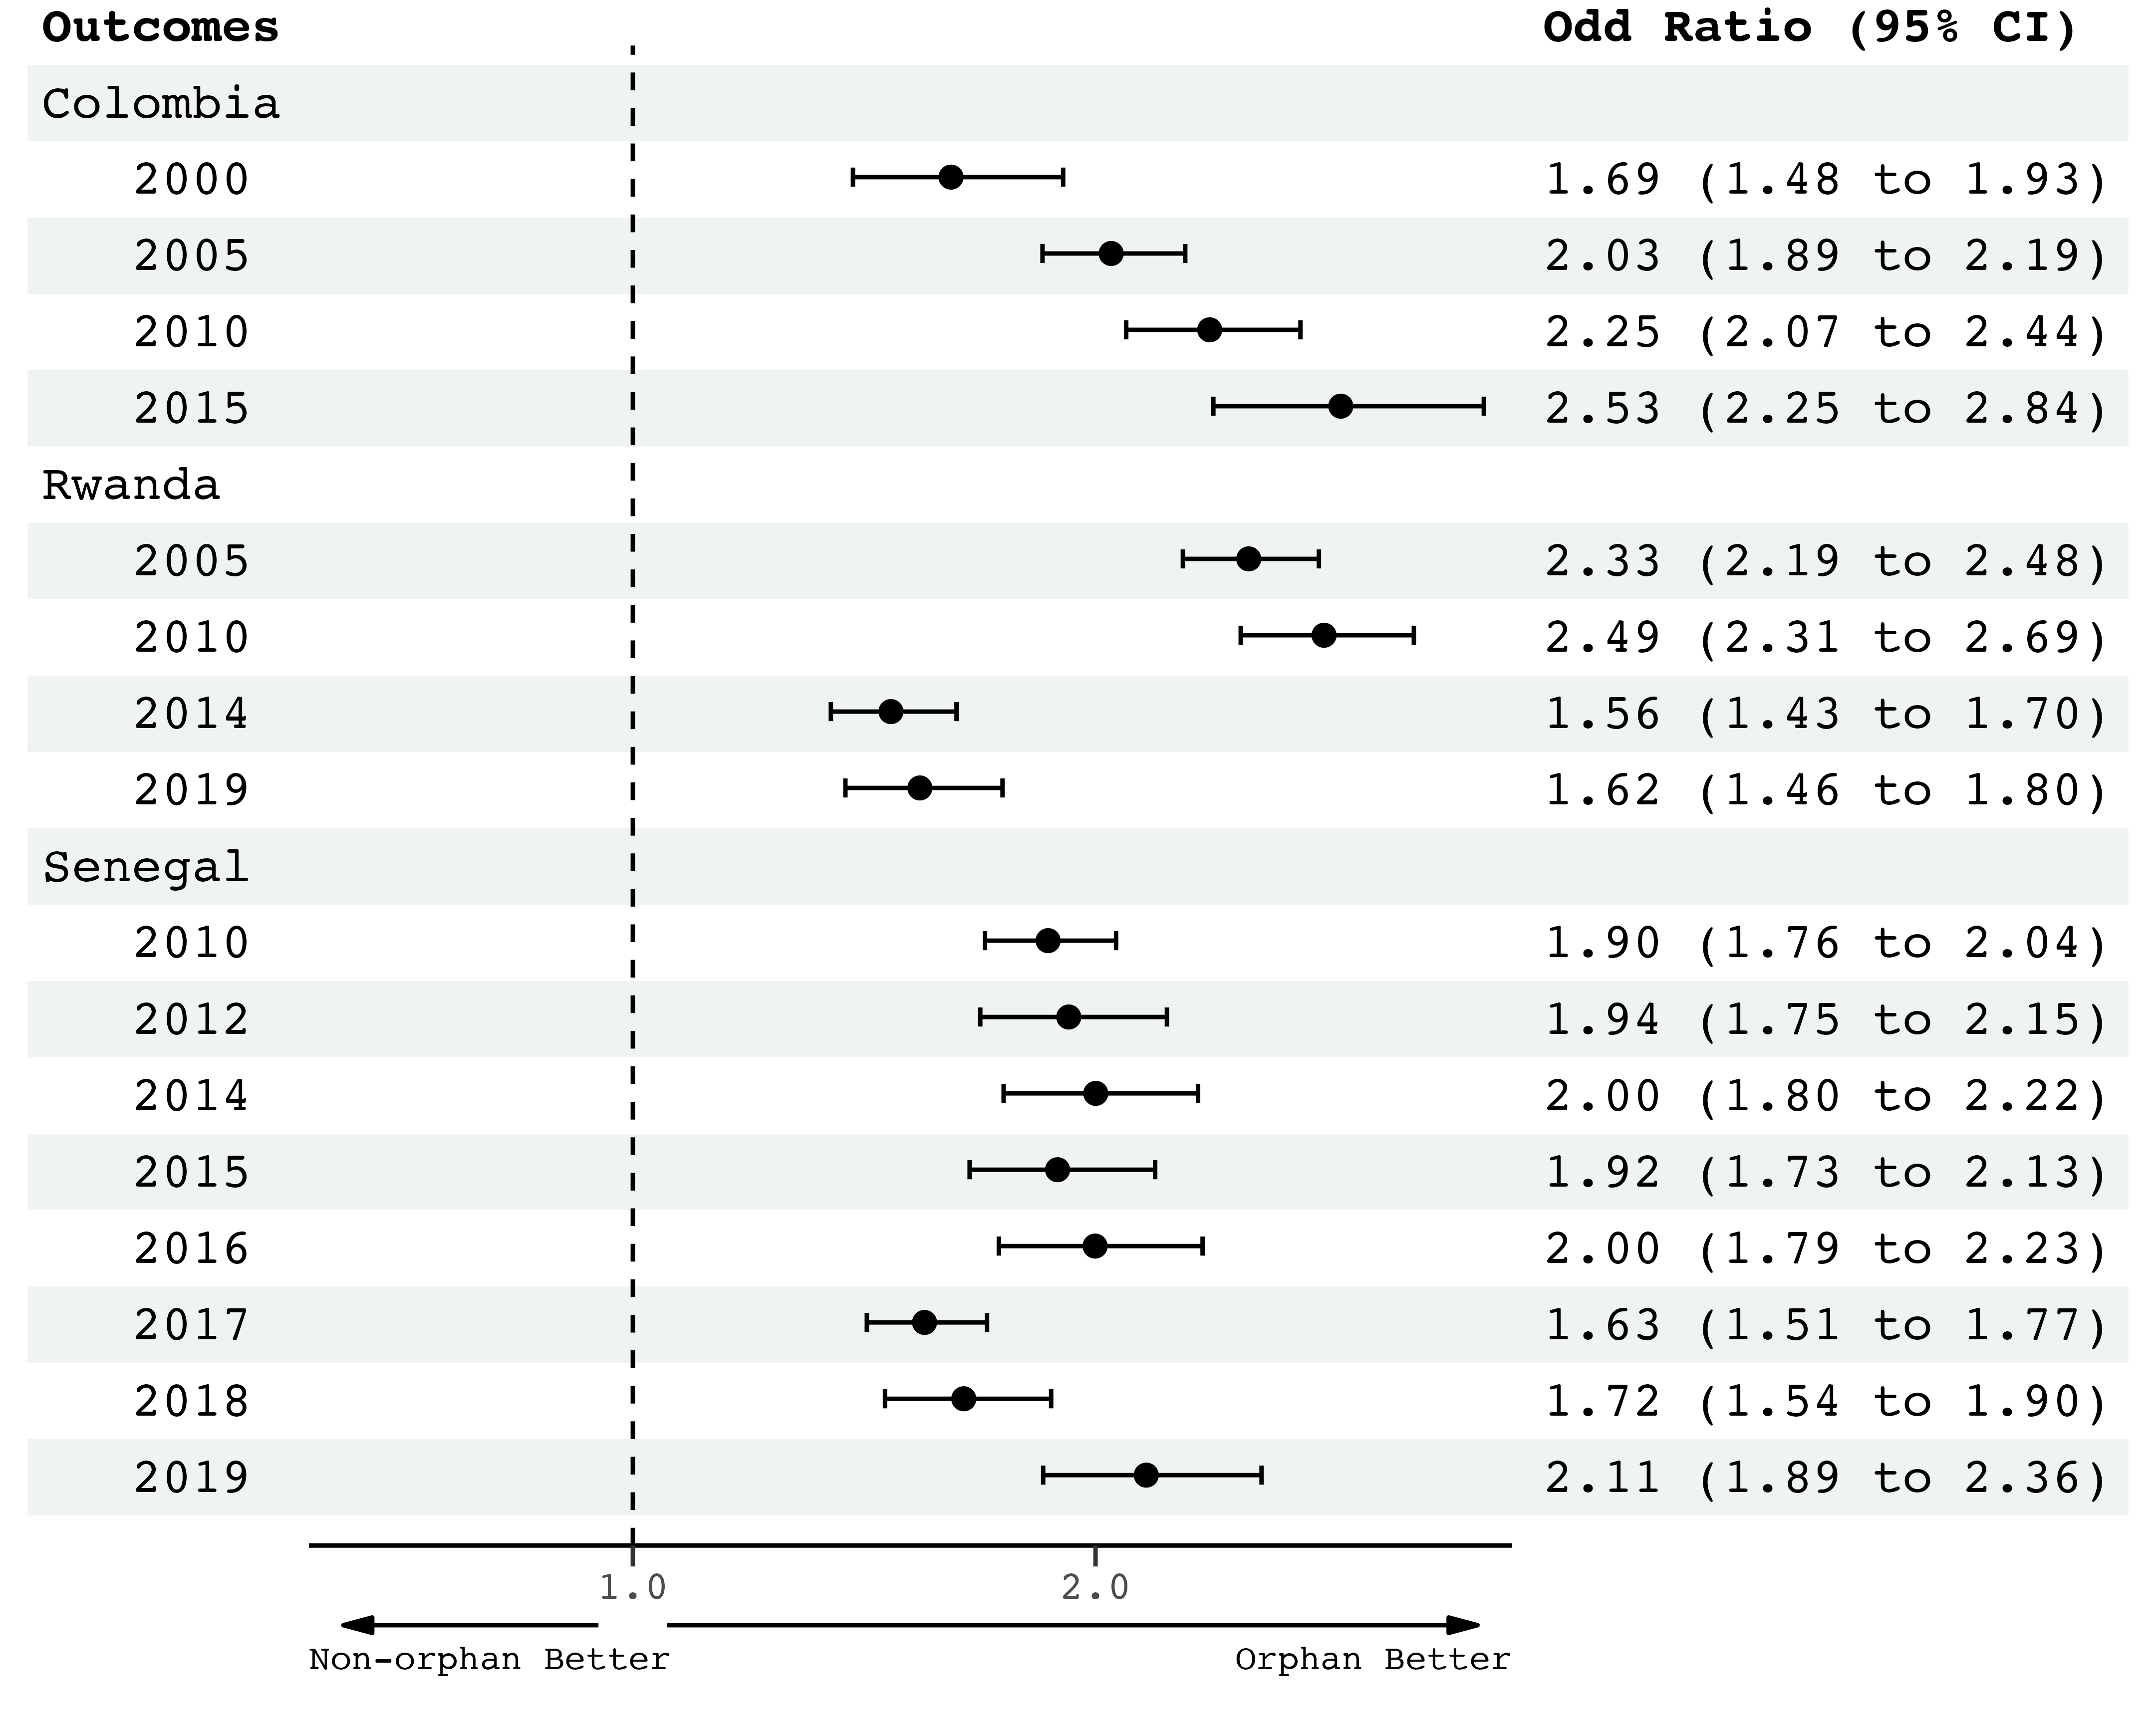 Outcomes Odd Ratio (95% CI)
Colombia
2000 1.69 (1.48 to 1.93)
2005 2.03 (1.89 to 2.19)
2010 2.25 (2.07 to 2.44)
2015 2.53 (2.25 to 2.84)
Rwanda
2005 2.33 (2.19 to 2.48)
2010 2.49 (2.31 to 2.69)
2014 1.56 (1.43 to 1.70)
2019 1.62 (1.46 to 1.80)
Senegal
2010 1.90 (1.76 to 2.04)
2012 1.94 (1.75 to 2.15)
2014 2.00 (1.80 to 2.22)
2015 1.92 (1.73 to 2.13)
2016 2.00 (1.79 to 2.23)
2017 1.63 (1.51 to 1.77)
2018 1.72 (1.54 to 1.90)
2019 2.11 (1.89 to 2.36)
1.0 2.0
Non-orphan Better Orphan Better